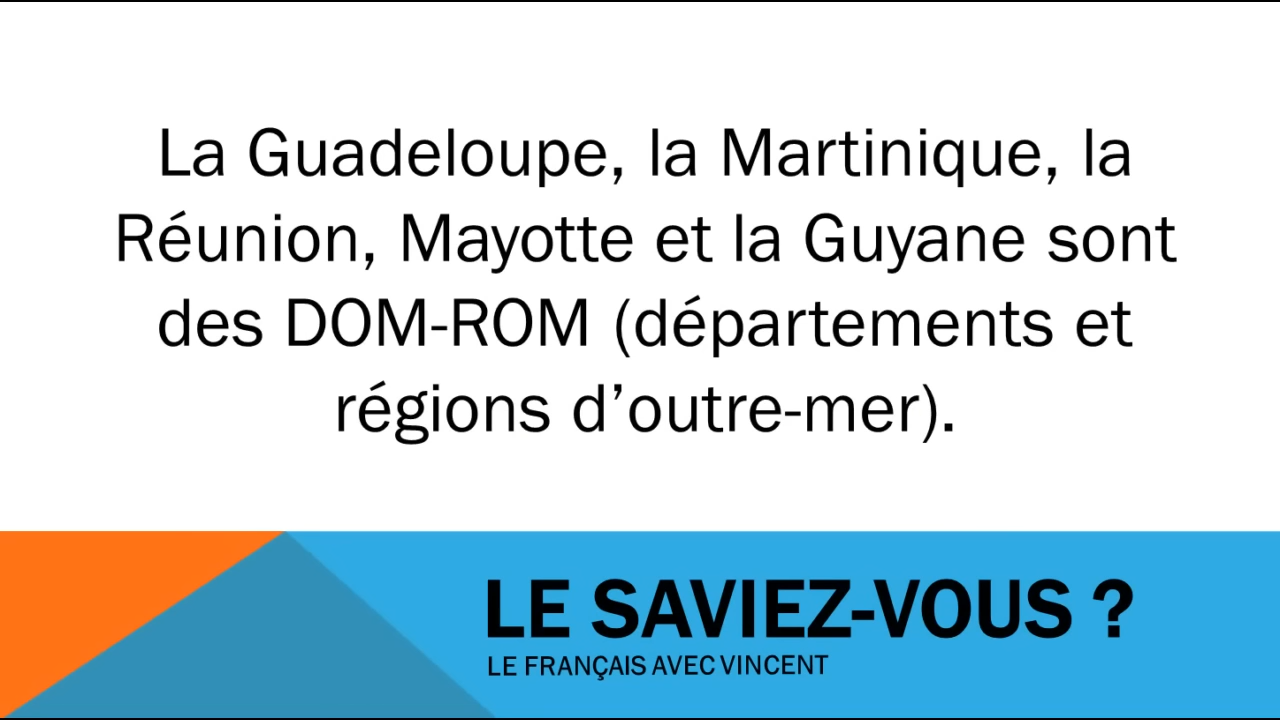 La Guadeloupe, la Martinique, la
Réunion, Mayotte et la Guyane sont
des DOM-ROM (départements et
régions d’outre-mer).
LE SAVIEZ-VOUS ?
LE FRANÇAIS AVEC VINCENT